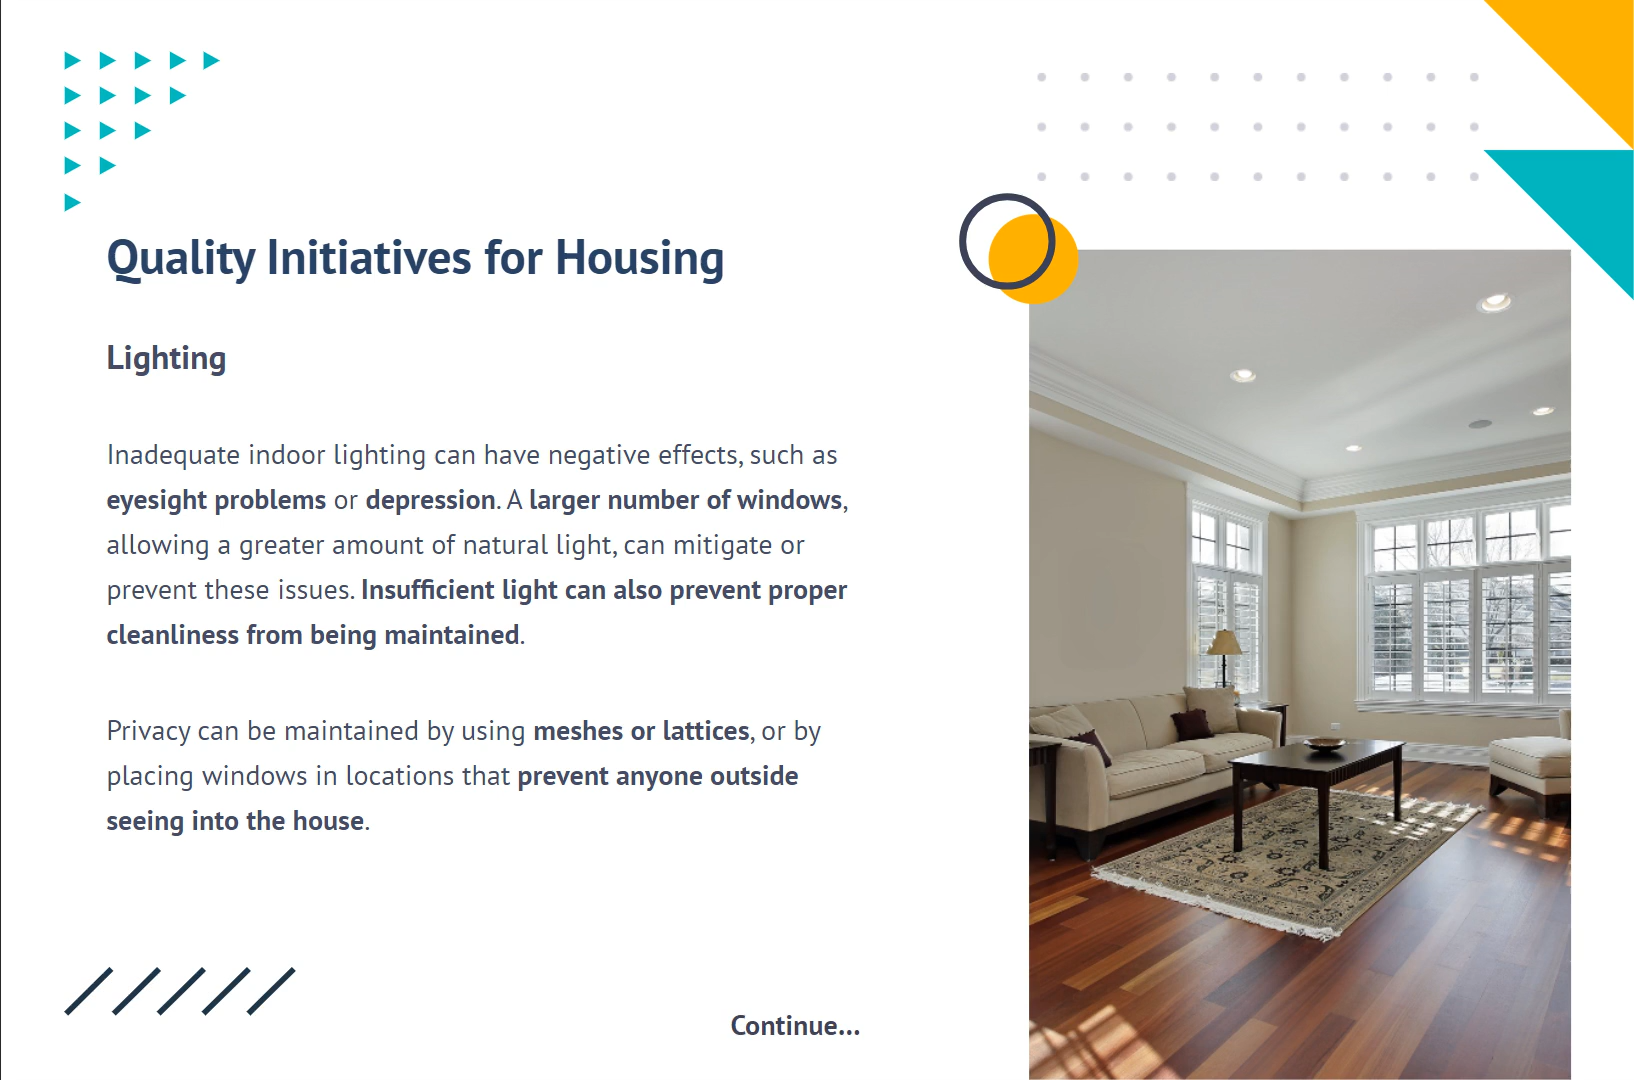 Quality Initiatives for Housing
Lighting
Inadequate indoor lighting can have negative effects, such as
eyesight problems or depression. A larger number of windows,
allowing a greater amount of natural light, can mitigate or
prevent these issues. Insufficient light can also prevent proper
cleanliness from being maintained.
Privacy can be maintained by using meshes or lattices, or by
placing windows in locations that prevent anyone outside
seeing into the house.
Continue...